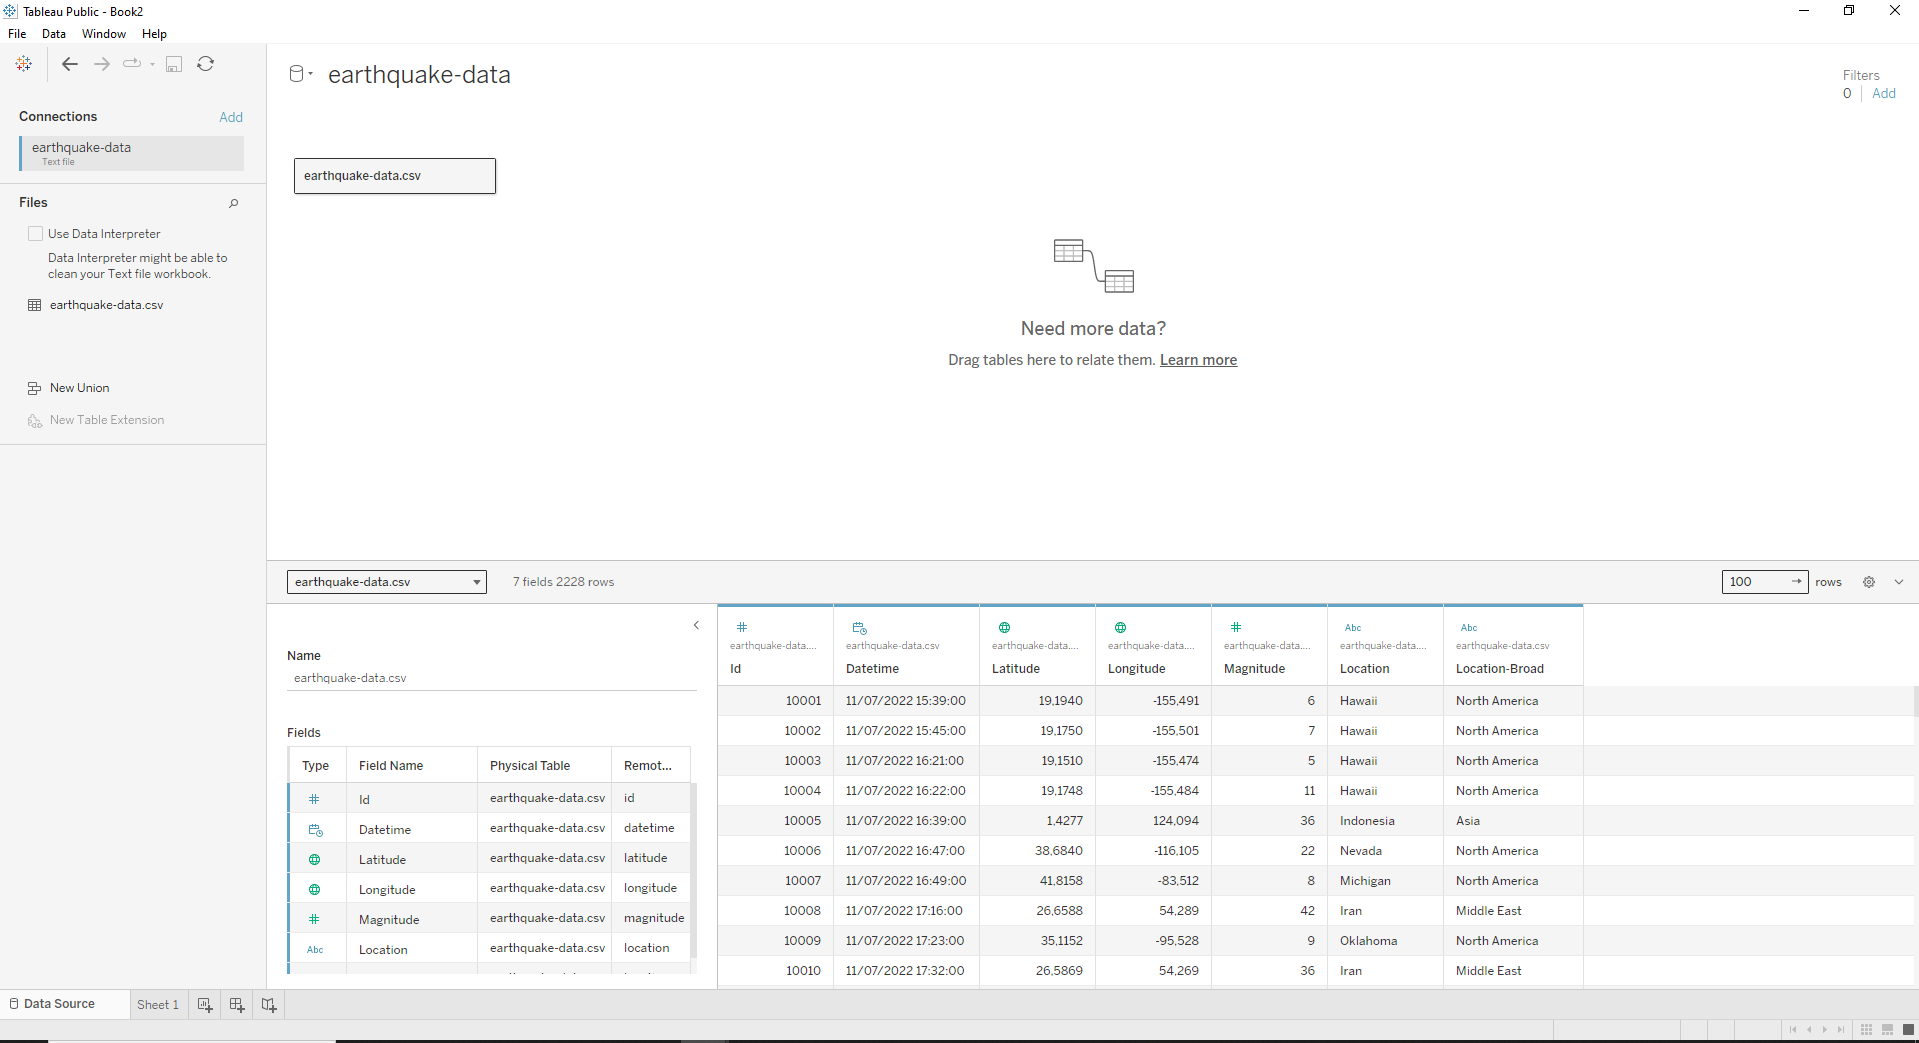 Tableau Public - Book2
File Data Window Help
Connections Add
earthquake-data
Text file
Files
Use Data Interpreter
Data Interpreter might be able to
clean your Text file workbook.
earthquake-data.csv
New Union
New Table Extension
earthquake-data
Filters
0 Add
earthquake-data.csv
Need more data?
Drag tables here to relate them. Learn more
earthquake-data.csv 7 fields 2228 rows 100 rows
Name
earthquake-data.csv
Fields
Type Field Name Physical Table Remot...
Id earthquake-data.csv id
Datetime earthquake-data.csv datetime
Latitude earthquake-data.csv latitude
Longitude earthquake-data.csv longitude
Magnitude earthquake-data.csv magnitude
Abc Location earthquake-data.csv location
Abc Abc
earthquake-data.... earthquake-data.csv earthquake-data.... earthquake-data.... earthquake-data.... earthquake-data.... earthquake-data.csv
Id Datetime Latitude Longitude Magnitude Location Location-Broad
10001 11/07/2022 15:39:00 19,1940 -155,491 6 Hawaii North America
10002 11/07/2022 15:45:00 19,1750 -155,501 7 Hawaii North America
10003 11/07/2022 16:21:00 19,1510 -155,474 5 Hawaii North America
10004 11/07/2022 16:22:00 19,1748 -155,484 11 Hawaii North America
10005 11/07/2022 16:39:00 1,4277 124,094 36 Indonesia Asia
10006 11/07/2022 16:47:00 38,6840 -116,105 22 Nevada North America
10007 11/07/2022 16:49:00 41,8158 -83,512 8 Michigan North America
10008 11/07/2022 17:16:00 26,6588 54,289 42 Iran Middle East
10009 11/07/2022 17:23:00 35,1152 -95,528 9 Oklahoma North America
10010 11/07/2022 17:32:00 26,5869 54,269 36 Iran Middle East
Data Source Sheet 1